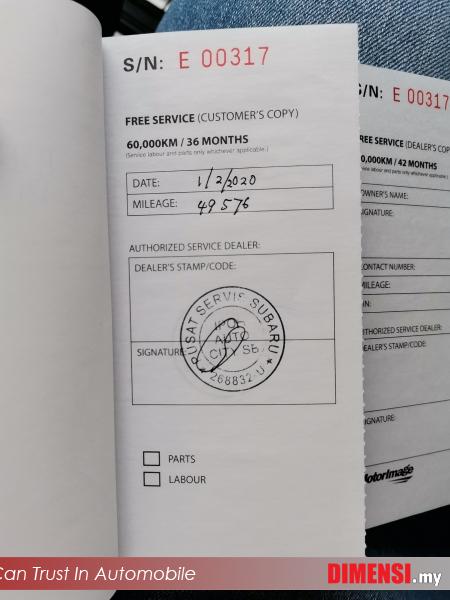 S/N: E 00317
FREE SERVICE (CUSTOMER'S COPY)
60,000KM / 36 MONTHS
(Service labour and parts only whichever applicable.)
DATE: 1/2/2020
MILEAGE: 49576
AUTHORIZED SERVICE DEALER:
DEALER'S STAMP/CODE:
PUSAT SERVIS SUBARU
IPOH
AUTO
CITY SB
268832-U
SIGNATURE
PARTS
LABOUR
/N: E 00317
REE SERVICE (DEALER'S COP
0,000KM / 42 MONTHS
OWNER'S NAME:
SIGNATURE:
CONTACT NUMBER:
MILEAGE:
IN:
THORIZED SERVICE DEALER:
EALER'S STAMP/CODE:
IGNATURE:
MotorImage
Can Trust In Automobile
DIMENSI.my